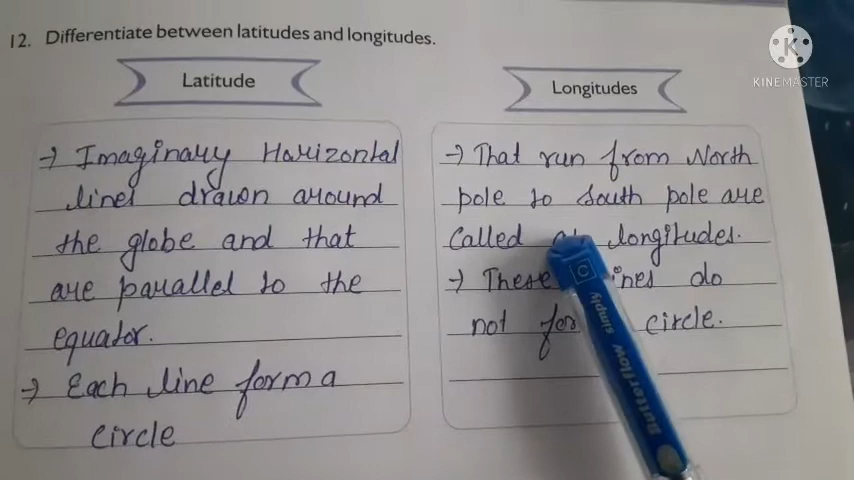 12. Differentiate between latitudes and longitudes.
KINEMASTER
Latitude
→ Imaginary Horizontal
lines drawn around
the globe and that
are parallel to the
equator.
→ Each line form a
circle
Longitudes
→ That run from North
pole to south pole are
called longitudes.
→ These do
not circle.
Butterflow simply